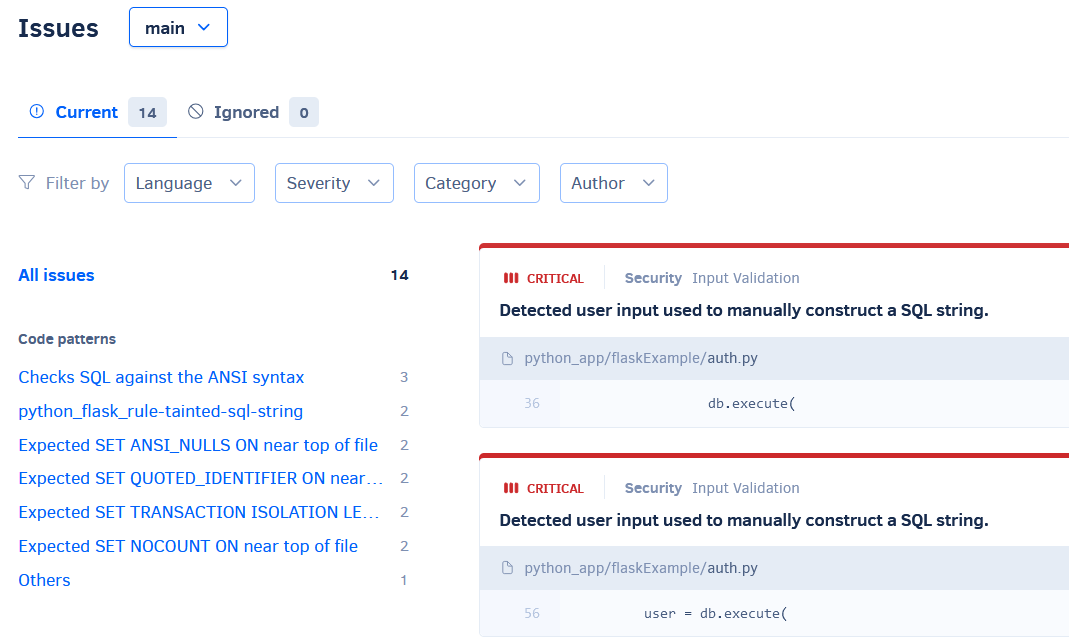 Issues main
Current 14 Ignored 0
Filter by Language Severity Category Author
All issues 14
Code patterns
Checks SQL against the ANSI syntax 3
python_flask_rule-tainted-sql-string 2
Expected SET ANSI_NULLS ON near top of file 2
Expected SET QUOTED_IDENTIFIER ON near… 2
Expected SET TRANSACTION ISOLATION LE… 2
Expected SET NOCOUNT ON near top of file 2
Others 1
CRITICAL Security Input Validation
Detected user input used to manually construct a SQL string.
python_app/flaskExample/auth.py
36 db.execute(
CRITICAL Security Input Validation
Detected user input used to manually construct a SQL string.
python_app/flaskExample/auth.py
56 user = db.execute(